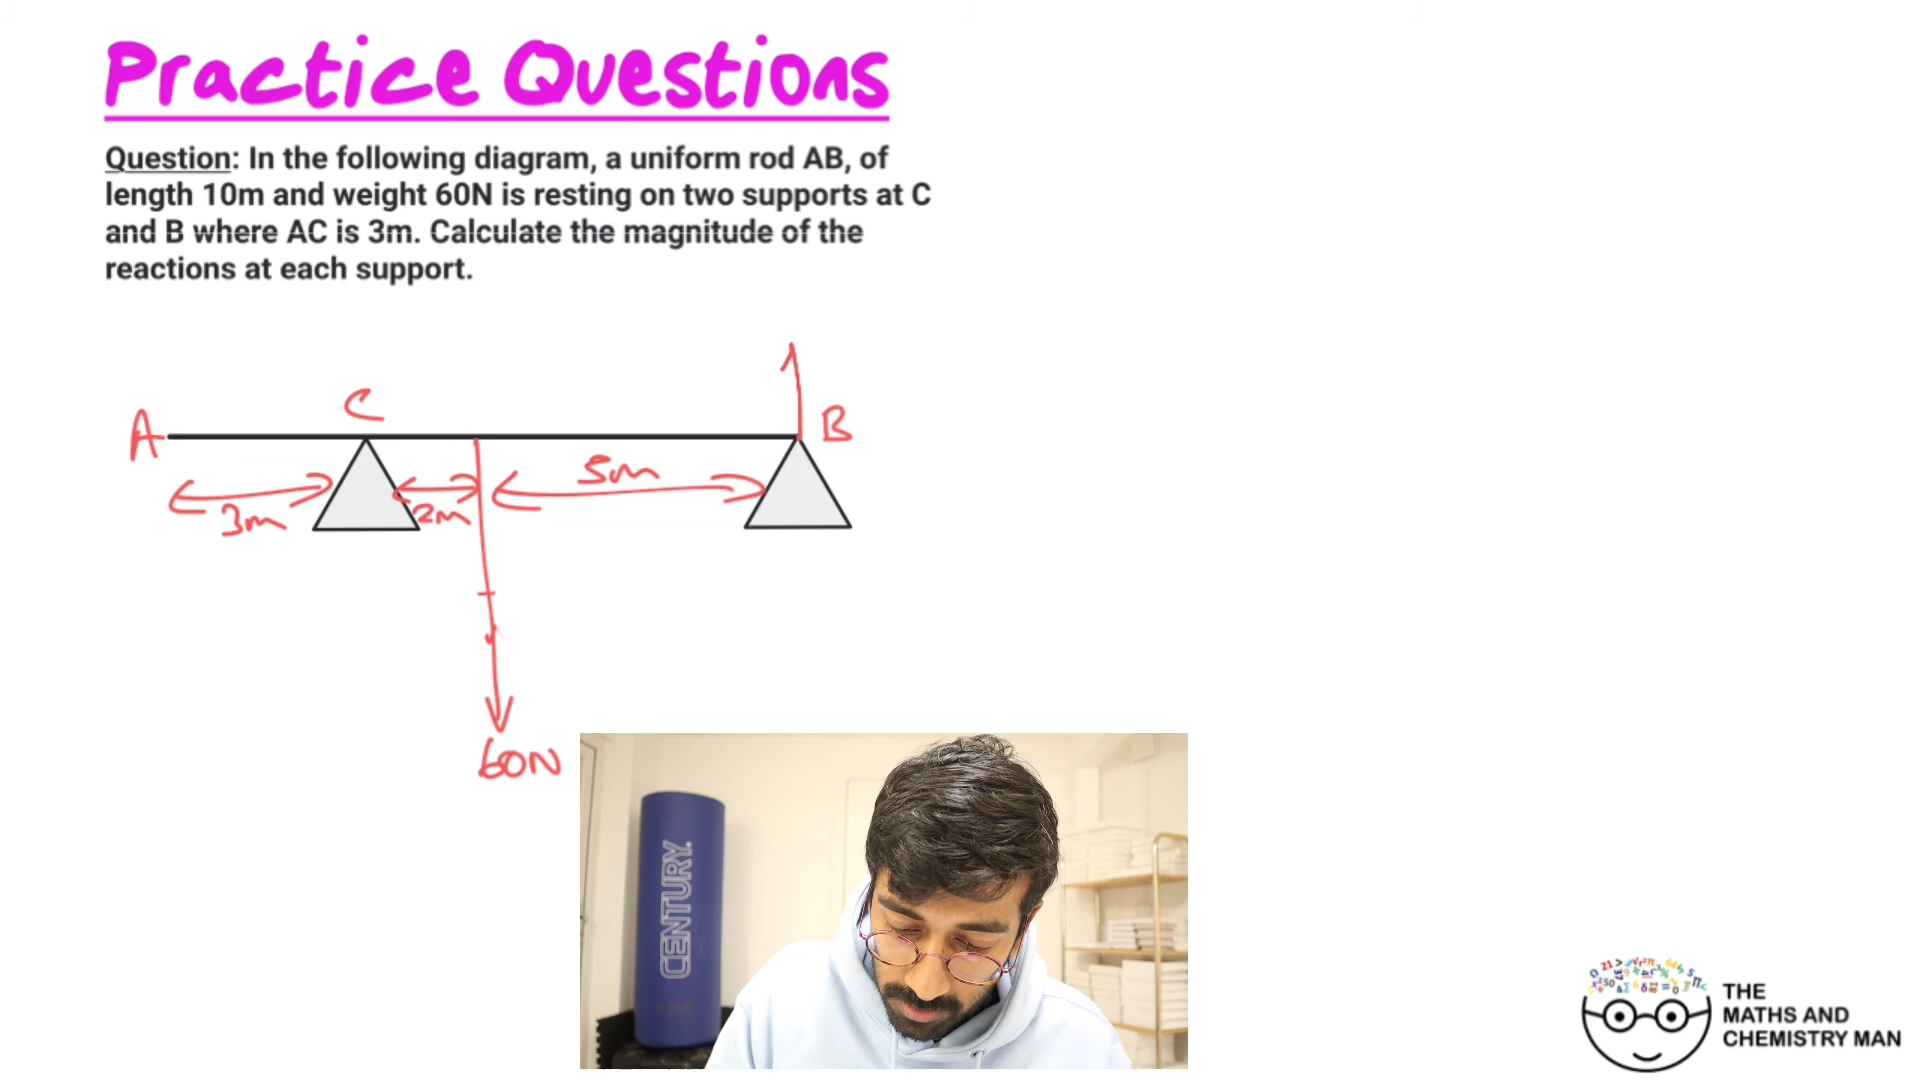 Practice Questions
Question: In the following diagram, a uniform rod AB, of
length 10m and weight 60N is resting on two supports at C
and B where AC is 3m. Calculate the magnitude of the
reactions at each support.
C
A
B
5m
3m
2m
60N
CENTURY.
THE
MATHS AND
CHEMISTRY MAN